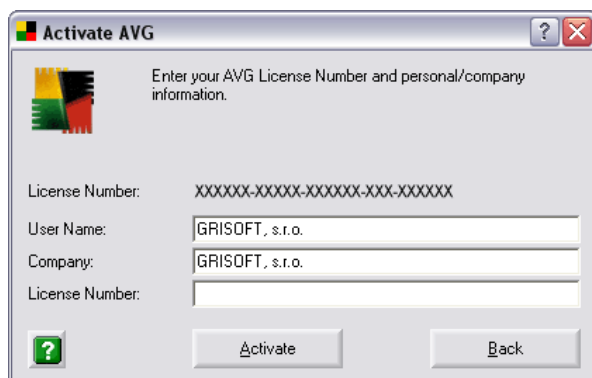 Activate AVG
?
Enter your AVG License Number and personal/company
information.
License Number: XXXXXX-XXXXX-XXXXXX-XXX-XXXXXX
User Name: GRISOFT, s.r.o.
Company: GRISOFT, s.r.o.
License Number:
?
Activate
Back